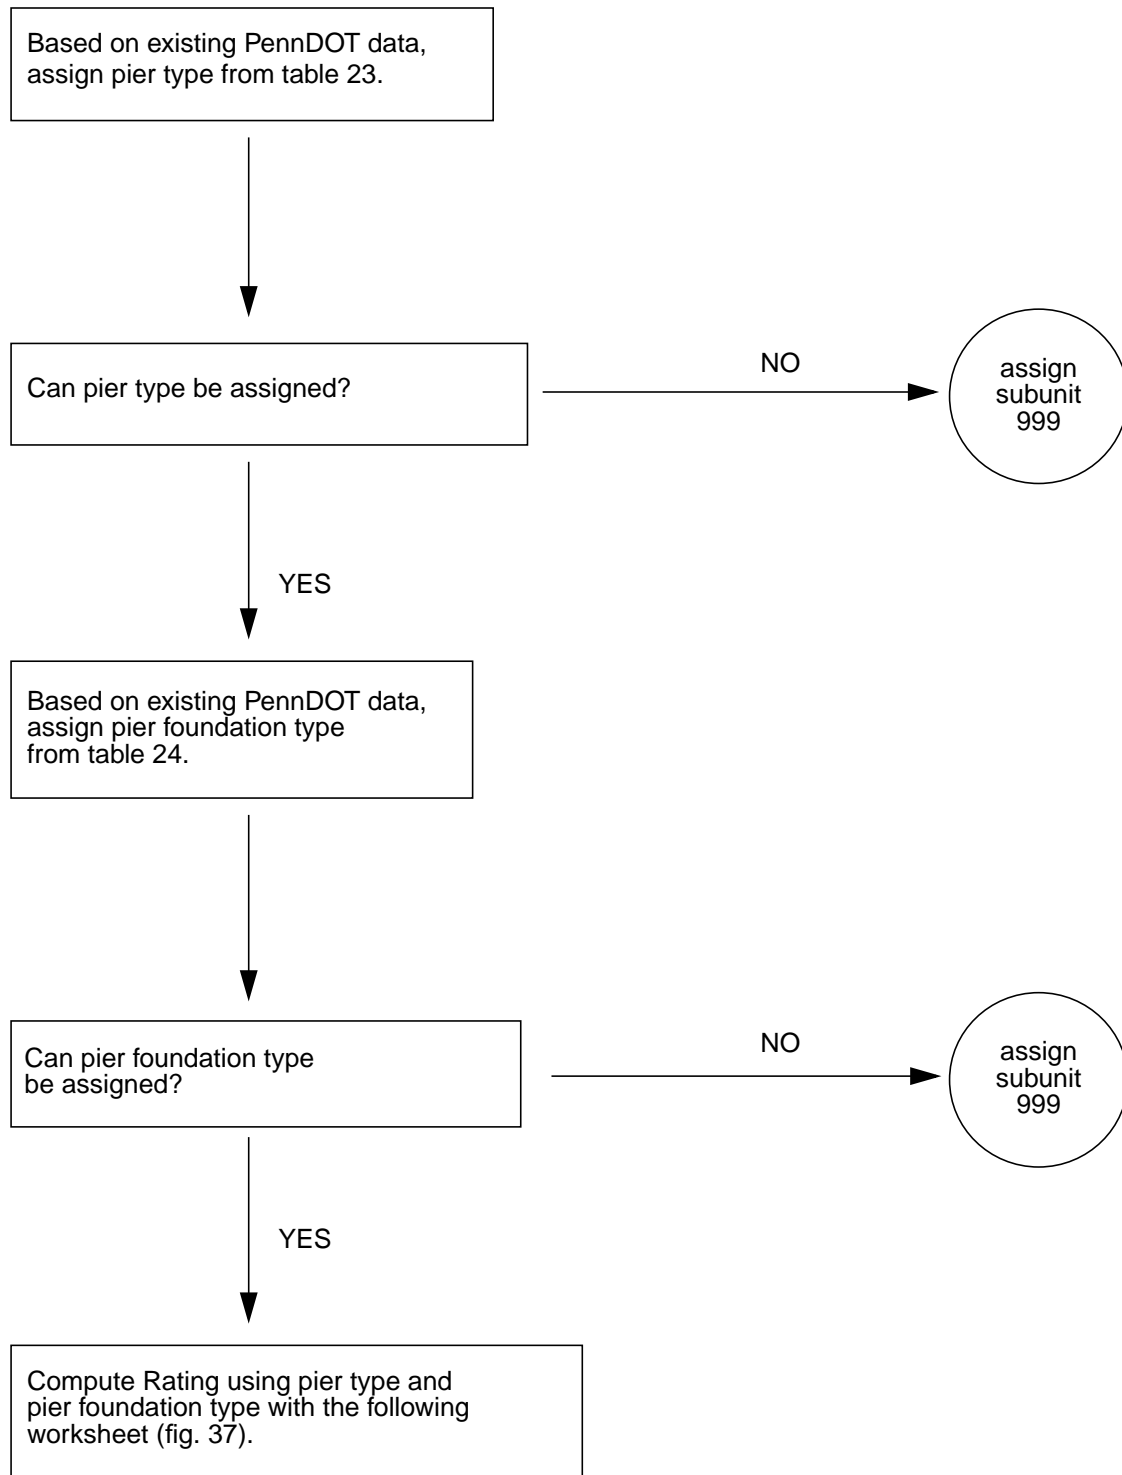 Based on existing PennDOT data,
assign pier type from table 23.
Can pier type be assigned?
NO
assign
subunit
999
YES
Based on existing PennDOT data,
assign pier foundation type
from table 24.
Can pier foundation type
be assigned?
NO
assign
subunit
999
YES
Compute Rating using pier type and
pier foundation type with the following
worksheet (fig. 37).